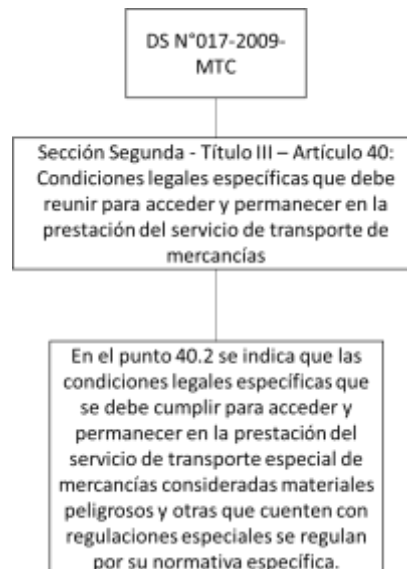 DS N°017-2009-
MTC
Sección Segunda - Título III – Artículo 40:
Condiciones legales específicas que debe
reunir para acceder y permanecer en la
prestación del servicio de transporte de
mercancías
En el punto 40.2 se indica que las
condiciones legales específicas que
se debe cumplir para acceder y
permanecer en la prestación del
servicio de transporte especial de
mercancías consideradas materiales
peligrosos y otras que cuenten con
regulaciones especiales se regulan
por su normativa específica.